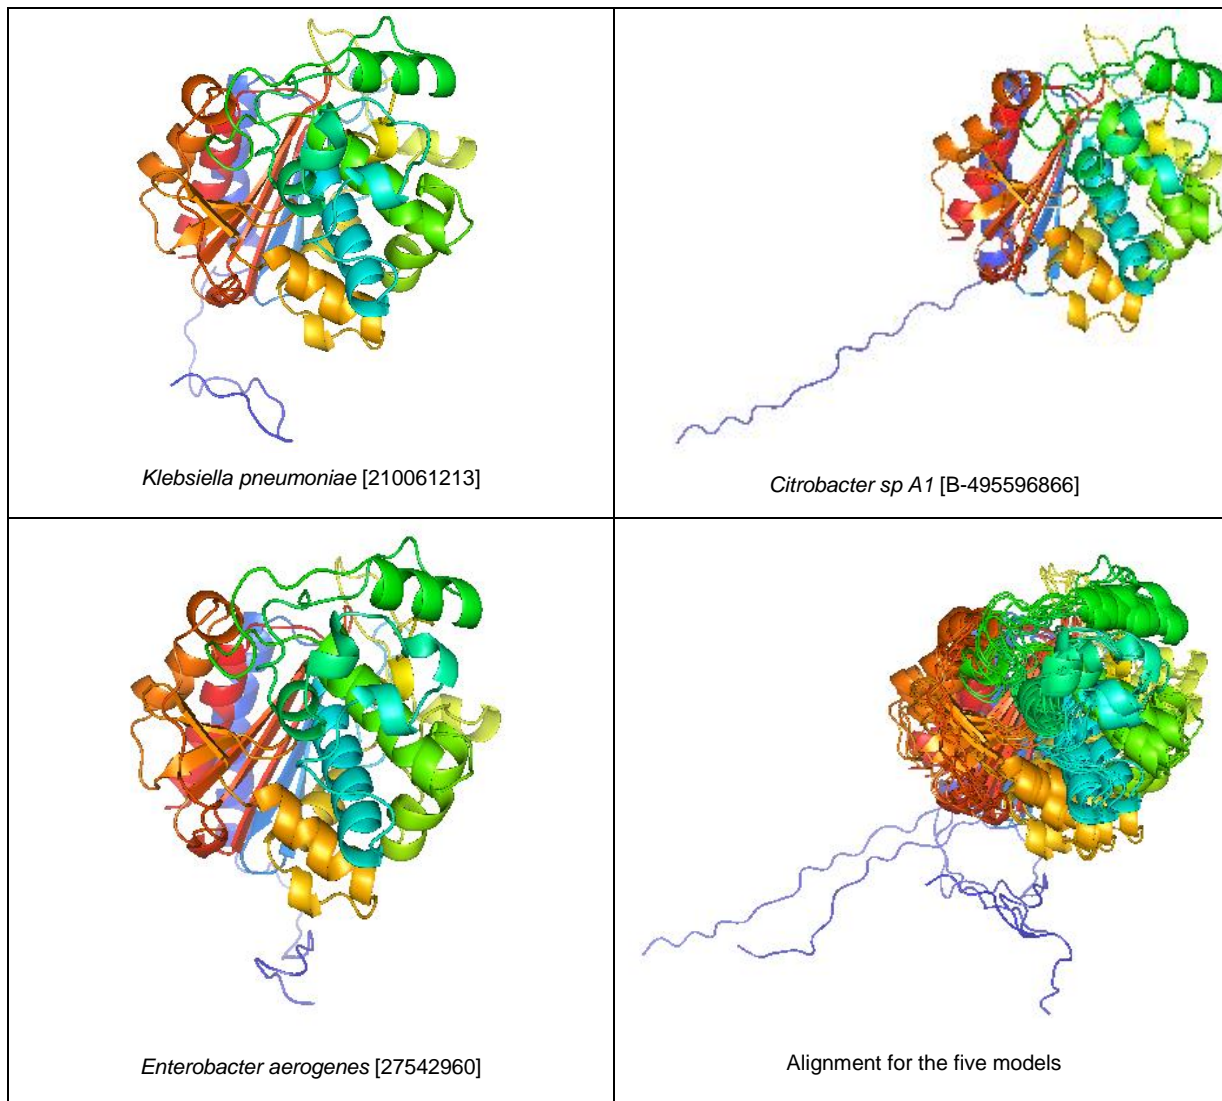 Klebsiella pneumoniae [210061213]
Citrobacter sp A1 [B-495596866]
Enterobacter aerogenes [27542960]
Alignment for the five models